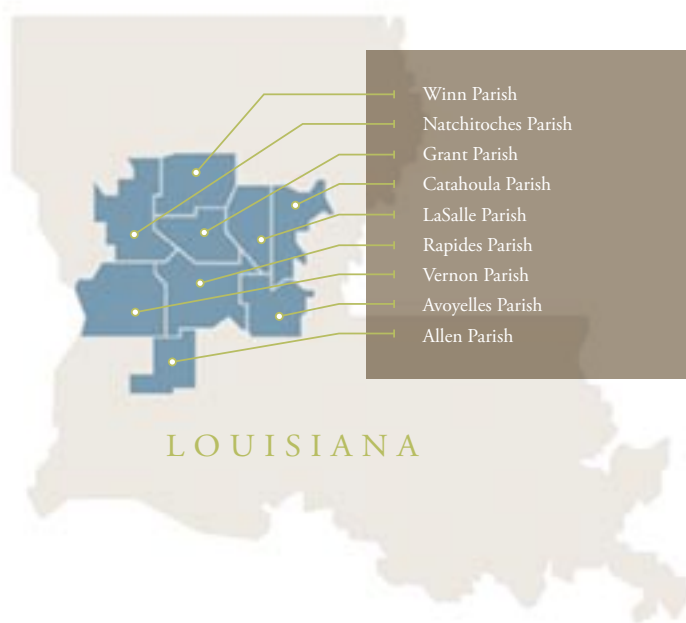 Winn Parish
Natchitoches Parish
Grant Parish
Catahoula Parish
LaSalle Parish
Rapides Parish
Vernon Parish
Avoyelles Parish
Allen Parish
LOUISIANA